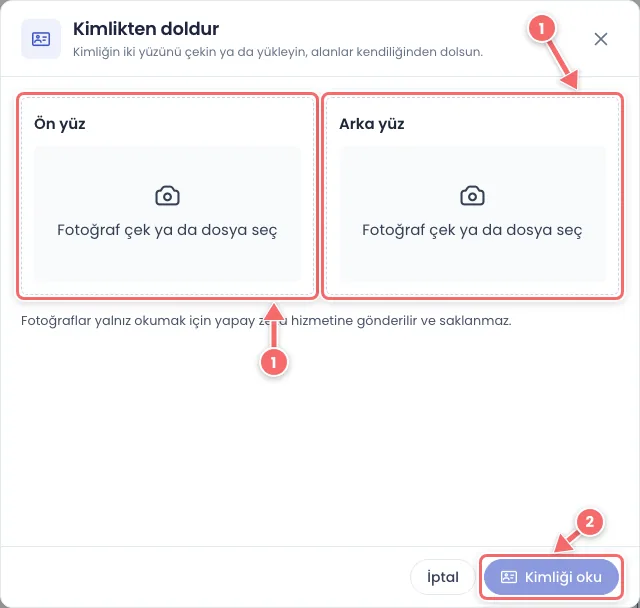 Kimlikten doldur
Kimliğin iki yüzünü çekin ya da yükleyin, alanlar kendiliğinden dolsun.
1
Ön yüz
Arka yüz
Fotoğraf çek ya da dosya seç
Fotoğraf çek ya da dosya seç
Fotoğraflar yalnız okumak için yapay hizmetine gönderilir ve saklanmaz.
1
2
İptal
Kimliği oku